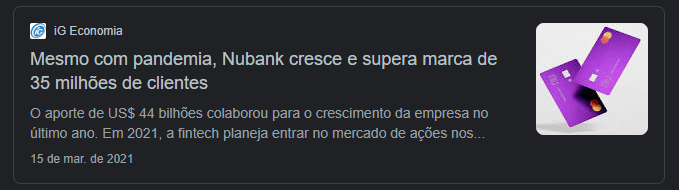 iG Economia
Mesmo com pandemia, Nubank cresce e supera marca de
35 milhões de clientes
O aporte de US$ 44 bilhões colaborou para o crescimento da empresa no
último ano. Em 2021, a fintech planeja entrar no mercado de ações nos...
15 de mar. de 2021